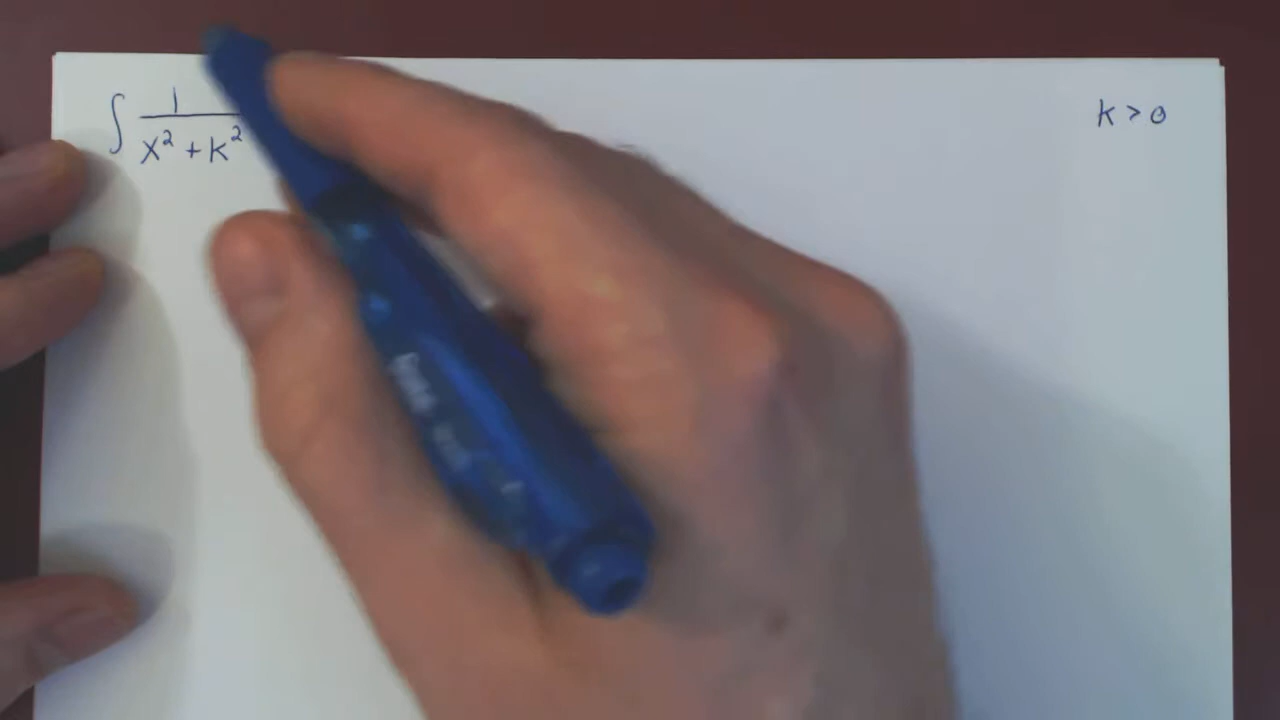 ∫ 1/(x² + k²)
k > 0